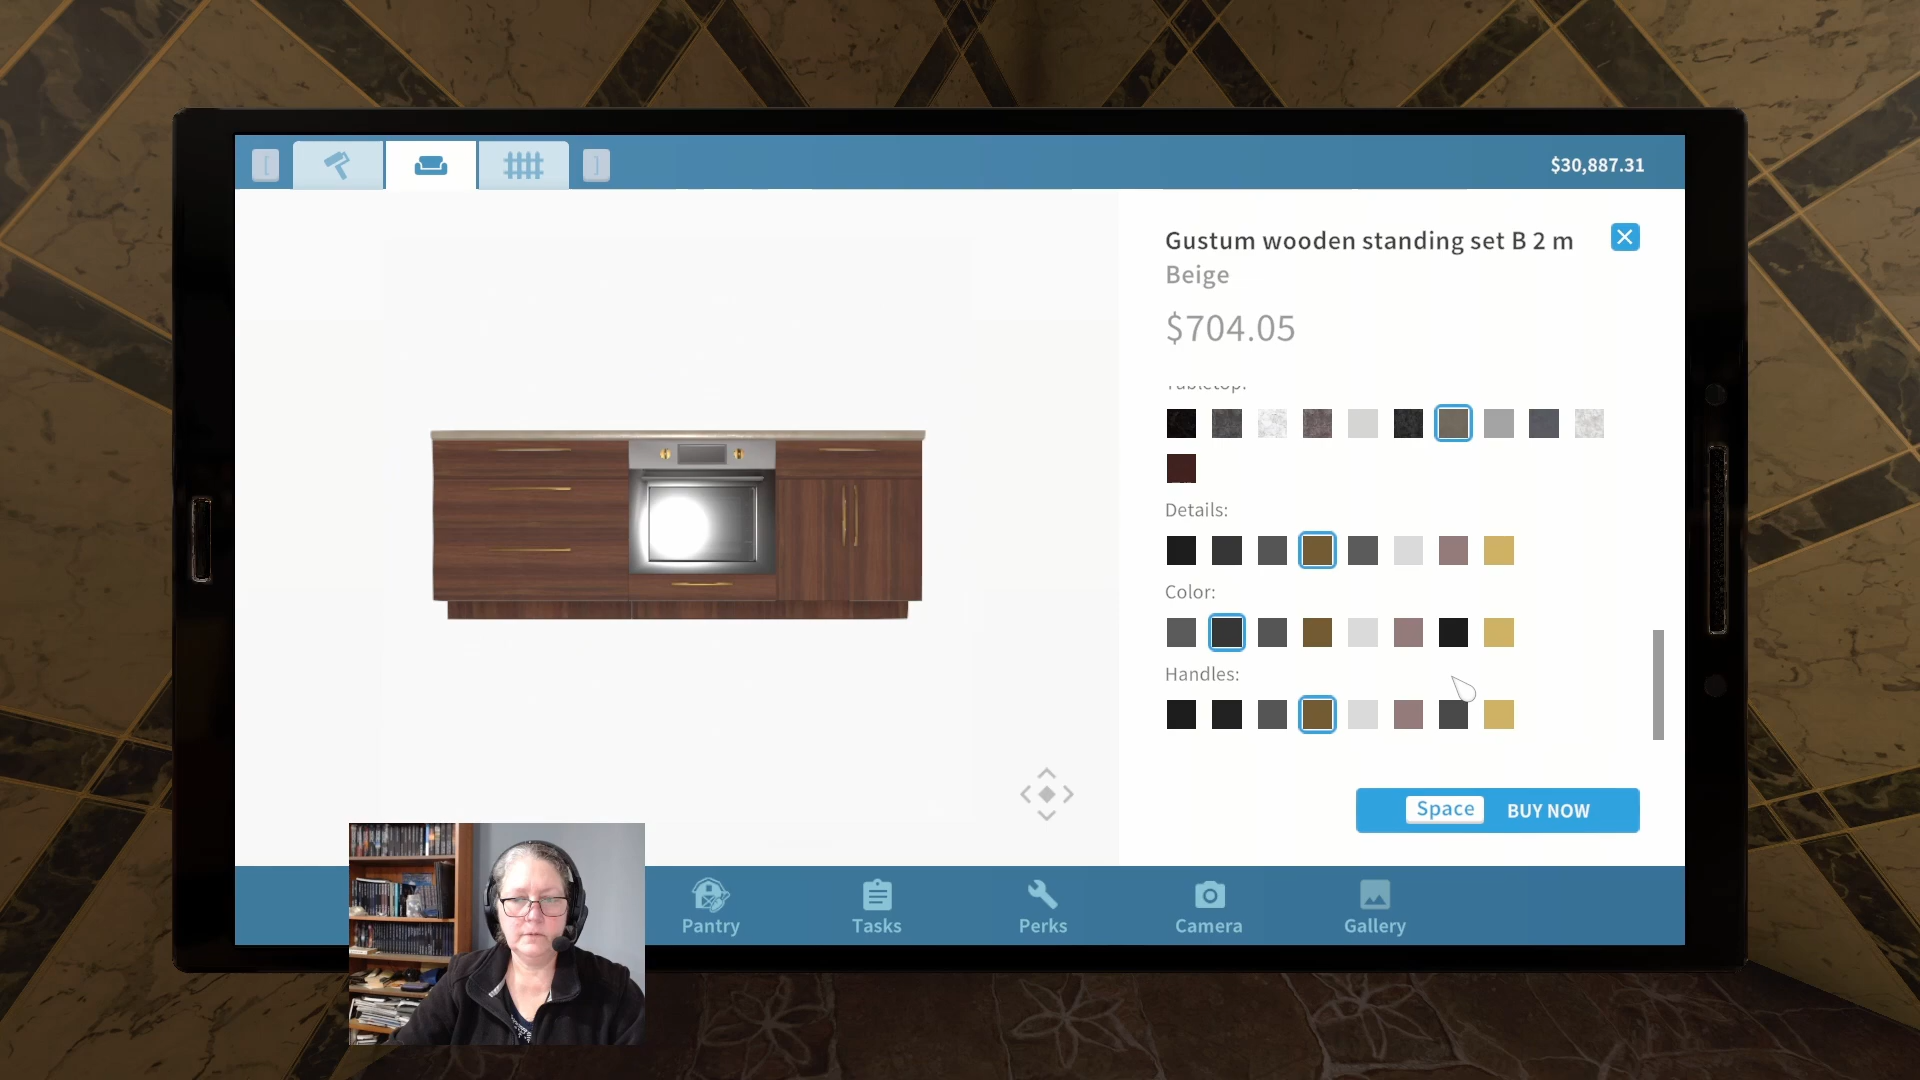 [
]
$30,887.31
Gustum wooden standing set B 2 m
Beige
$704.05
Tabletop:
Details:
Color:
Handles:
Space BUY NOW
Pantry
Tasks
Perks
Camera
Gallery